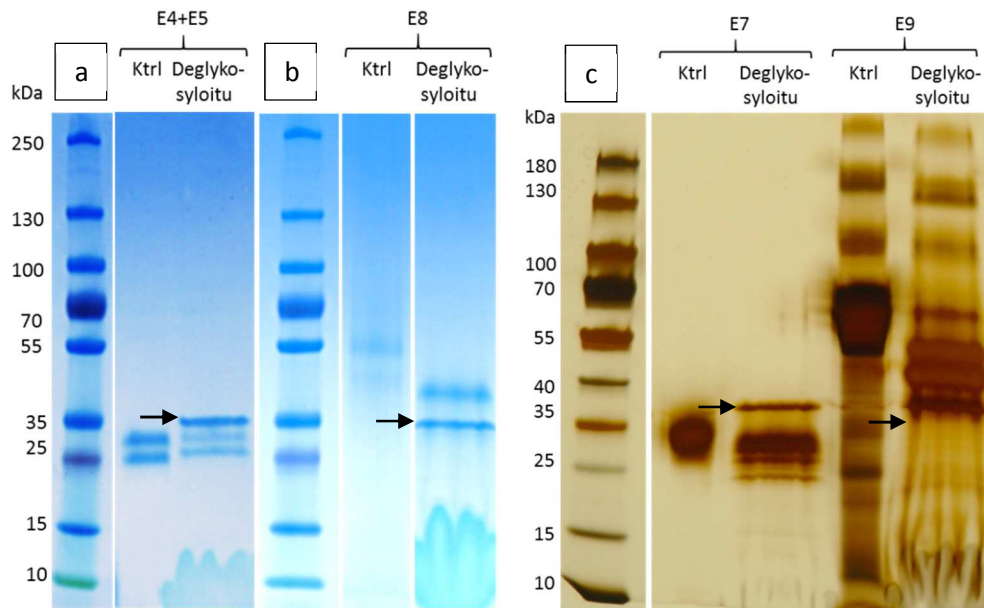 E4+E5
E8
E7
E9
a
Ktrl
Deglyko-
syloitu
b
Ktrl
Deglyko-
syloitu
c
Ktrl
Deglyko-
syloitu
Ktrl
Deglyko-
syloitu
kDa
250
130
100
70
55
35
25
15
10
kDa
180
130
100
70
55
40
35
25
15
10